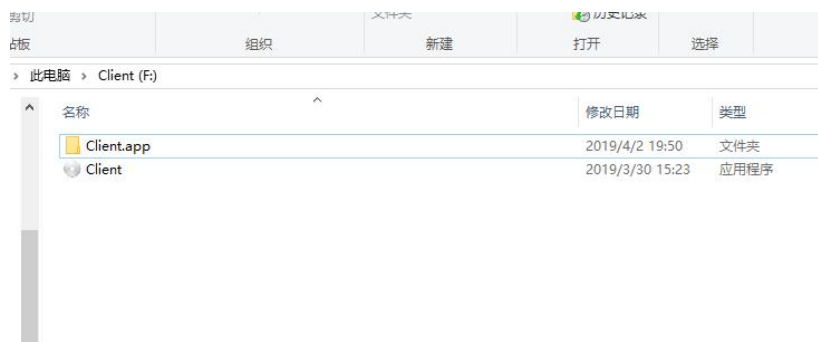 剪切
文件夹
历史记录
站板
组织
新建
打开
选择
› 此电脑 › Client (F:)
名称
修改日期
类型
Client.app
2019/4/2 19:50
文件夹
Client
2019/3/30 15:23
应用程序